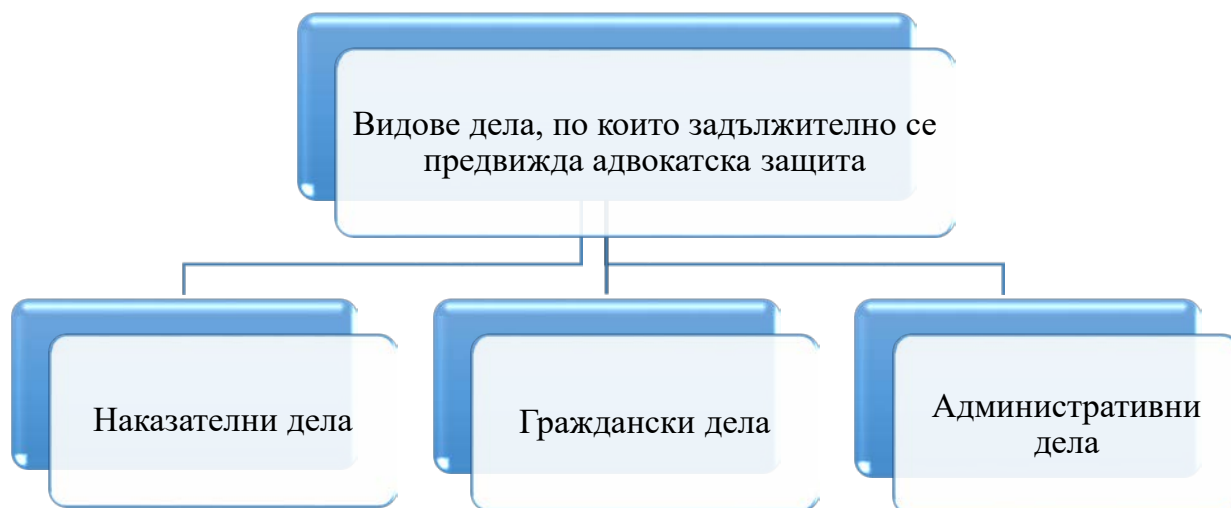 Видове дела, по които задължително се
предвижда адвокатска защита
Наказателни дела
Граждански дела
Административни
дела